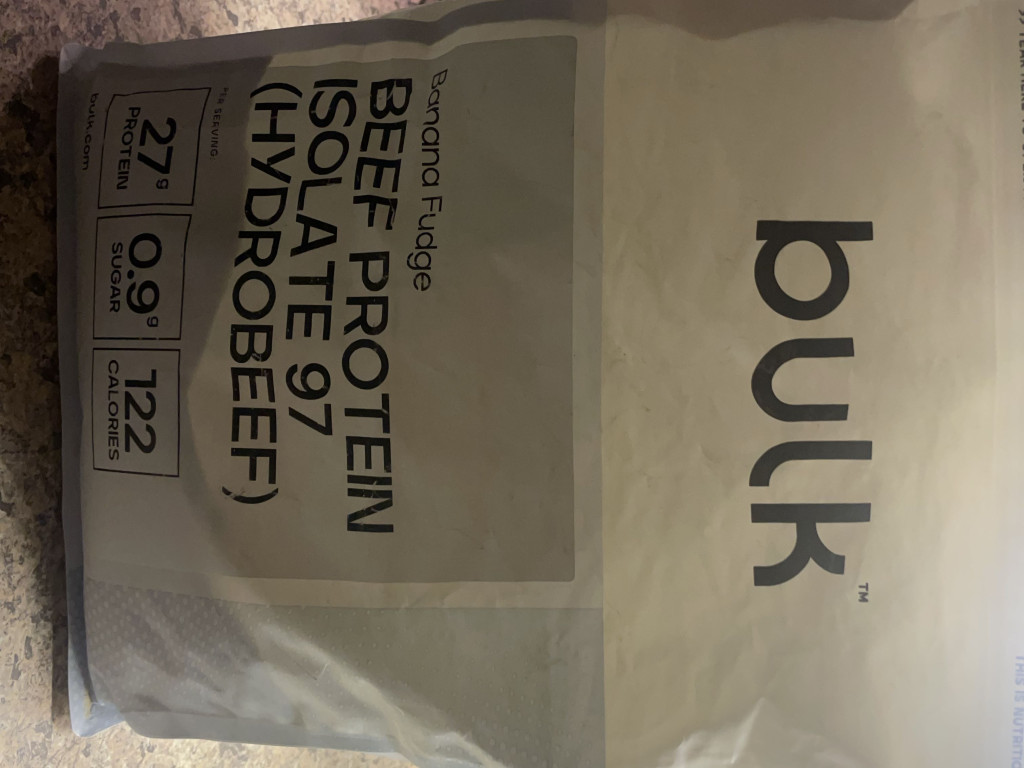 bulk™
Banana Fudge
BEEF PROTEIN
ISOLATE 97
(HYDROBEEF)
PER SERVING:
27g
PROTEIN
0.9g
SUGAR
122
CALORIES
bulk.com